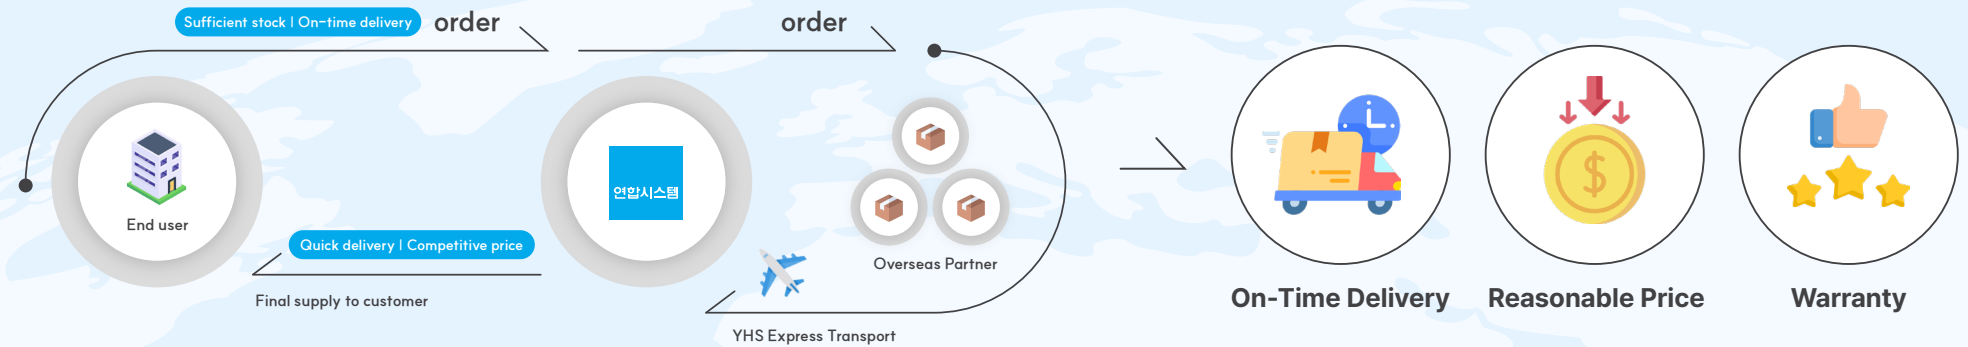 Sufficient stock | On-time delivery
order
order
End user
연합시스템
Quick delivery | Competitive price
Final supply to customer
Overseas Partner
YHS Express Transport
On-Time Delivery
Reasonable Price
Warranty